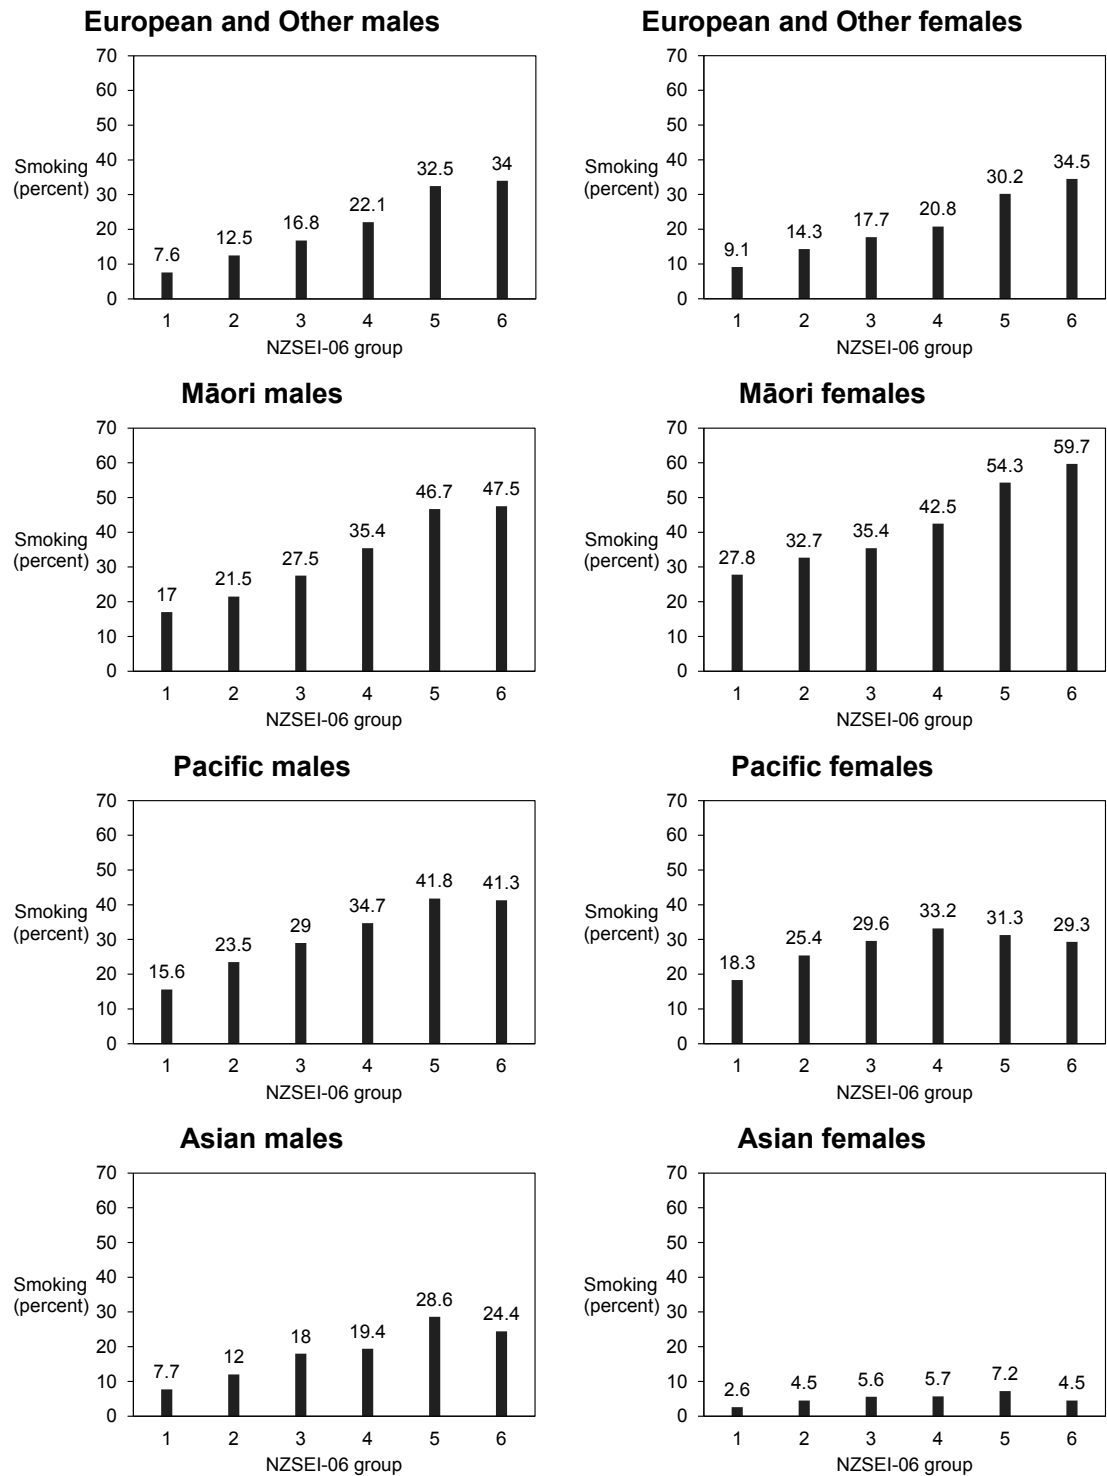 European and Other males
70
60
50
40
30
20
10
0
Smoking
(percent)
7.6
12.5
16.8
22.1
32.5
34
1 2 3 4 5 6
NZSEI-06 group
European and Other females
70
60
50
40
30
20
10
0
Smoking
(percent)
9.1
14.3
17.7
20.8
30.2
34.5
1 2 3 4 5 6
NZSEI-06 group
Māori males
70
60
50
40
30
20
10
0
Smoking
(percent)
17
21.5
27.5
35.4
46.7
47.5
1 2 3 4 5 6
NZSEI-06 group
Māori females
70
60
50
40
30
20
10
0
Smoking
(percent)
27.8
32.7
35.4
42.5
54.3
59.7
1 2 3 4 5 6
NZSEI-06 group
Pacific males
70
60
50
40
30
20
10
0
Smoking
(percent)
15.6
23.5
29
34.7
41.8
41.3
1 2 3 4 5 6
NZSEI-06 group
Pacific females
70
60
50
40
30
20
10
0
Smoking
(percent)
18.3
25.4
29.6
33.2
31.3
29.3
1 2 3 4 5 6
NZSEI-06 group
Asian males
70
60
50
40
30
20
10
0
Smoking
(percent)
7.7
12
18
19.4
28.6
24.4
1 2 3 4 5 6
NZSEI-06 group
Asian females
70
60
50
40
30
20
10
0
Smoking
(percent)
2.6
4.5
5.6
5.7
7.2
4.5
1 2 3 4 5 6
NZSEI-06 group